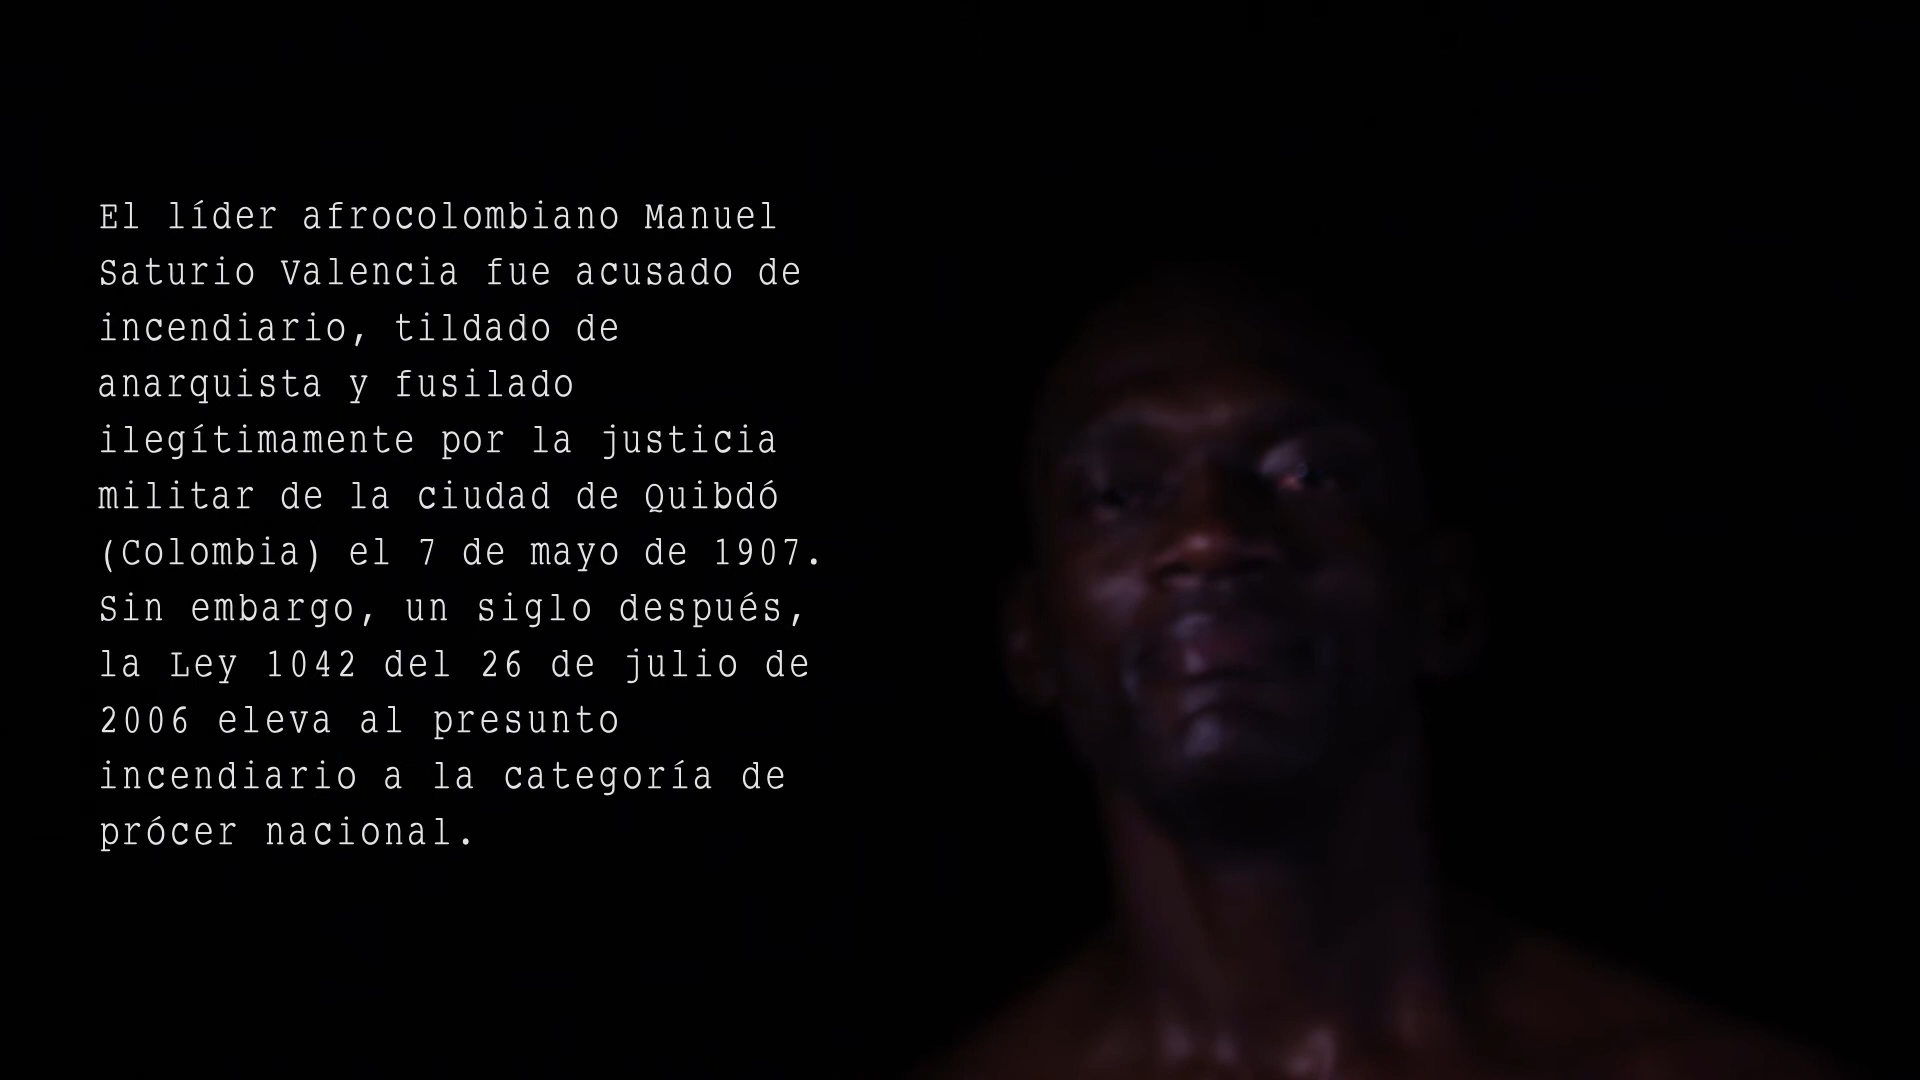 El líder afrocolombiano Manuel
Saturio Valencia fue acusado de
incendiario, tildado de
anarquista y fusilado
ilegítimamente por la justicia
militar de la ciudad de Quibdó
(Colombia) el 7 de mayo de 1907.
Sin embargo, un siglo después,
la Ley 1042 del 26 de julio de
2006 eleva al presunto
incendiario a la categoría de
prócer nacional.